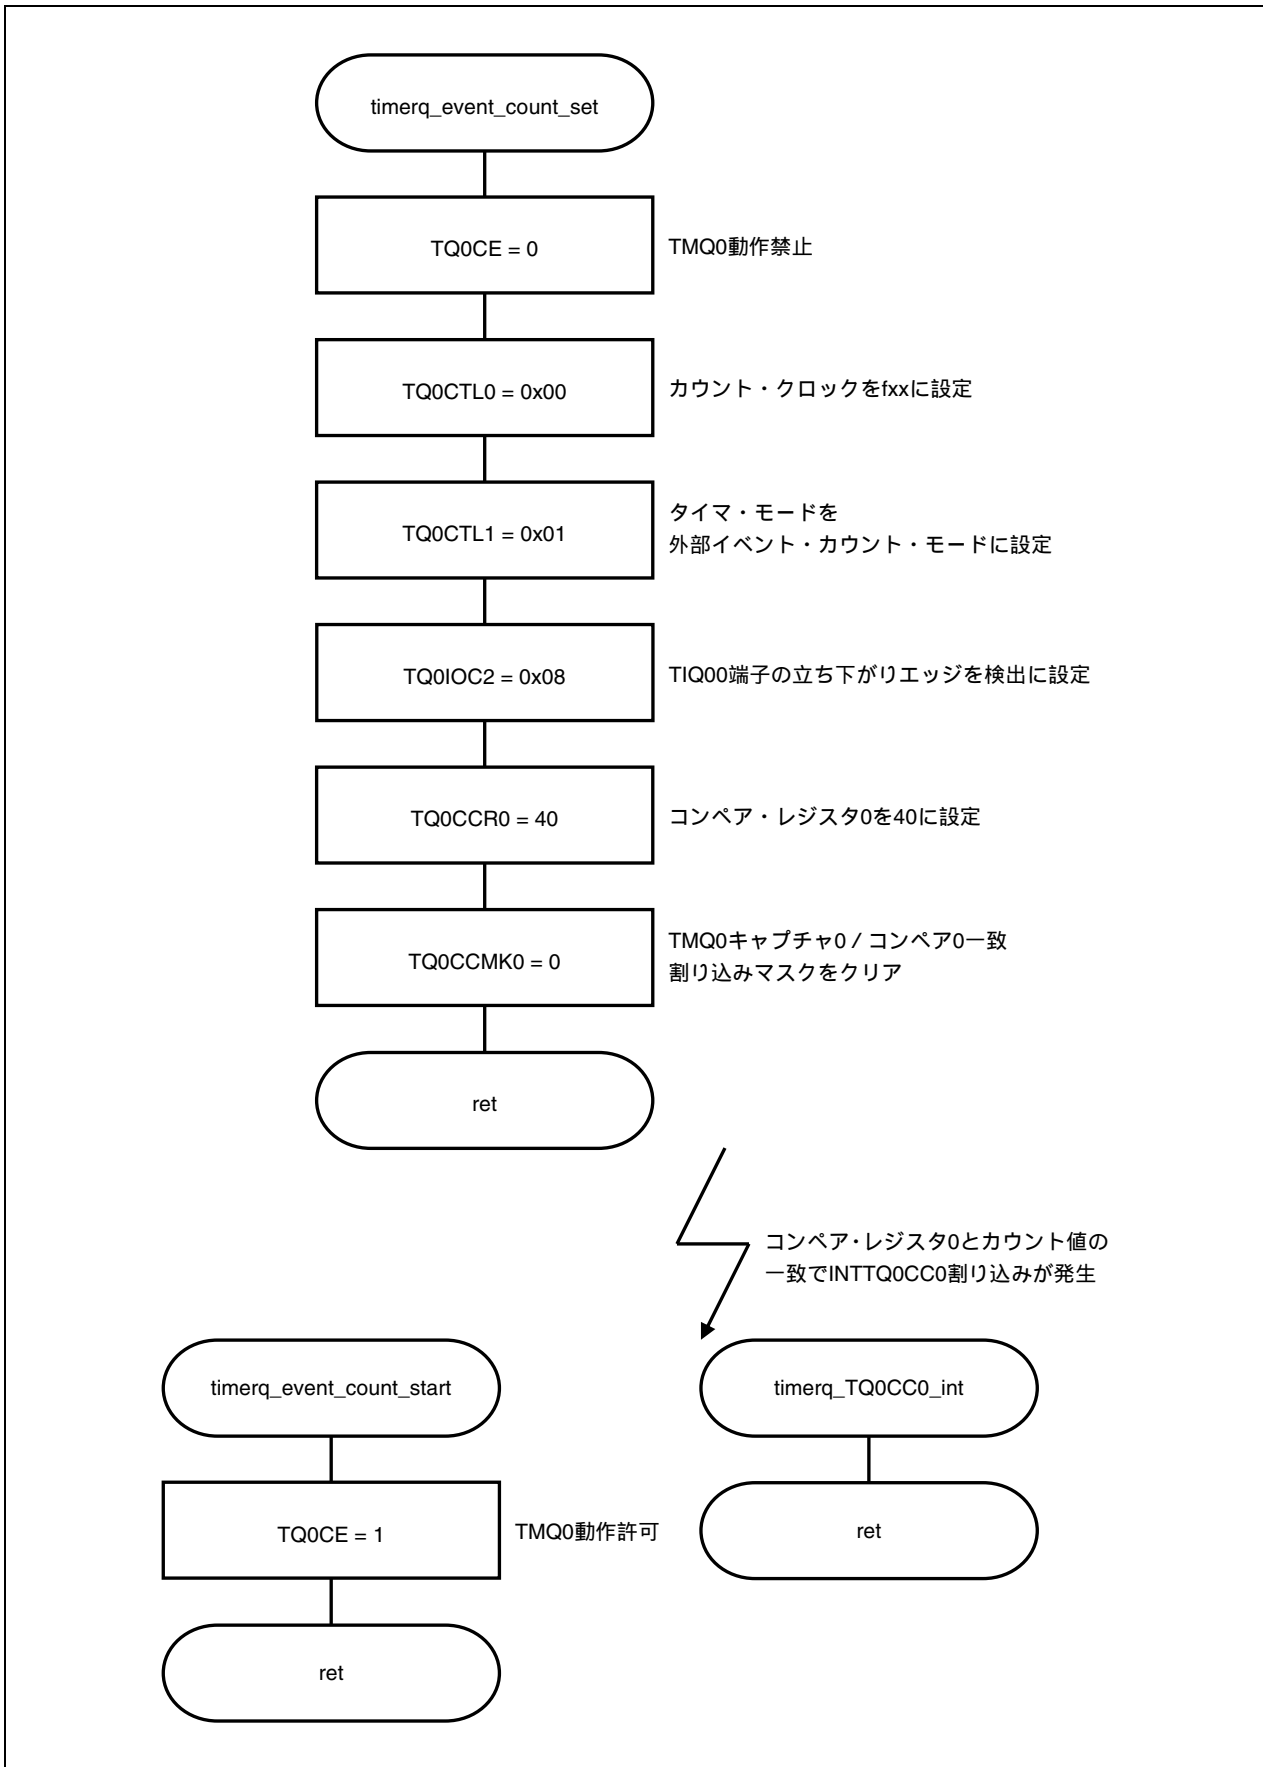 timerq_event_count_set
TQ0CE = 0
TMQ0動作禁止
TQ0CTL0 = 0x00
カウント・クロックをfxxに設定
TQ0CTL1 = 0x01
タイマ・モードを
外部イベント・カウント・モードに設定
TQ0IOC2 = 0x08
TIQ00端子の立ち下がりエッジを検出に設定
TQ0CCR0 = 40
コンペア・レジスタ0を40に設定
TQ0CCMK0 = 0
TMQ0キャプチャ0 / コンペア0一致
割り込みマスクをクリア
ret
コンペア・レジスタ0とカウント値の
一致でINTTQ0CC0割り込みが発生
timerq_event_count_start
TQ0CE = 1
TMQ0動作許可
ret
timerq_TQ0CC0_int
ret